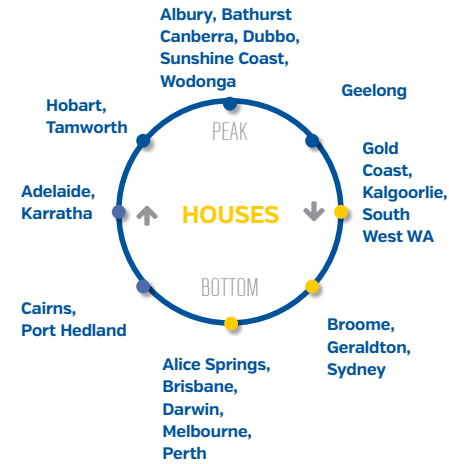 Albury, Bathurst
Canberra, Dubbo,
Sunshine Coast,
Wodonga
Geelong
Hobart,
Tamworth
PEAK
Gold
Coast,
Kalgoorlie,
South
West WA
Adelaide,
Karratha
HOUSES
BOTTOM
Cairns,
Port Hedland
Broome,
Geraldton,
Sydney
Alice Springs,
Brisbane,
Darwin,
Melbourne,
Perth